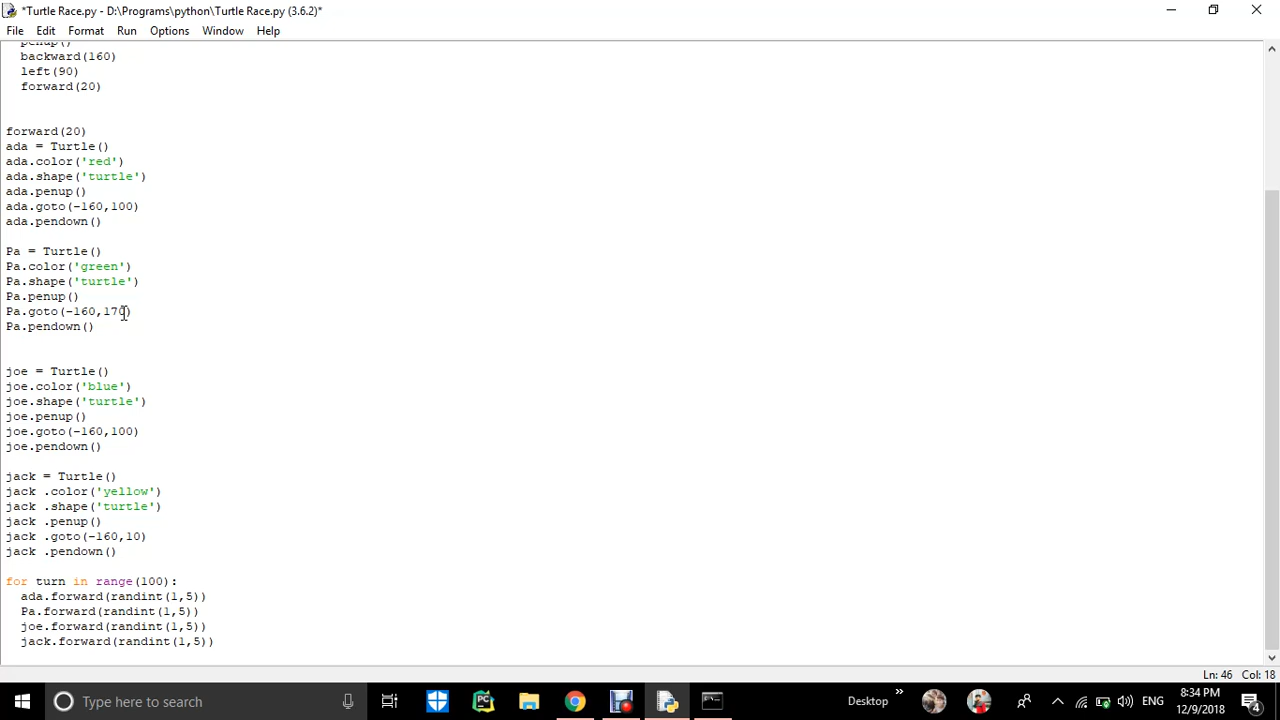 *Turtle Race.py - D:\Programs\python\Turtle Race.py (3.6.2)*
File Edit Format Run Options Window Help
penup()
backward(160)
left(90)
forward(20)
forward(20)
ada = Turtle()
ada.color('red')
ada.shape('turtle')
ada.penup()
ada.goto(-160,100)
ada.pendown()
Pa = Turtle()
Pa.color('green')
Pa.shape('turtle')
Pa.penup()
Pa.goto(-160,170)
Pa.pendown()
joe = Turtle()
joe.color('blue')
joe.shape('turtle')
joe.penup()
joe.goto(-160,100)
joe.pendown()
jack = Turtle()
jack .color('yellow')
jack .shape('turtle')
jack .penup()
jack .goto(-160,10)
jack .pendown()
for turn in range(100):
ada.forward(randint(1,5))
Pa.forward(randint(1,5))
joe.forward(randint(1,5))
jack.forward(randint(1,5))
Ln: 46 Col: 18
Type here to search
PC
Desktop
ENG
8:34 PM
12/9/2018
4